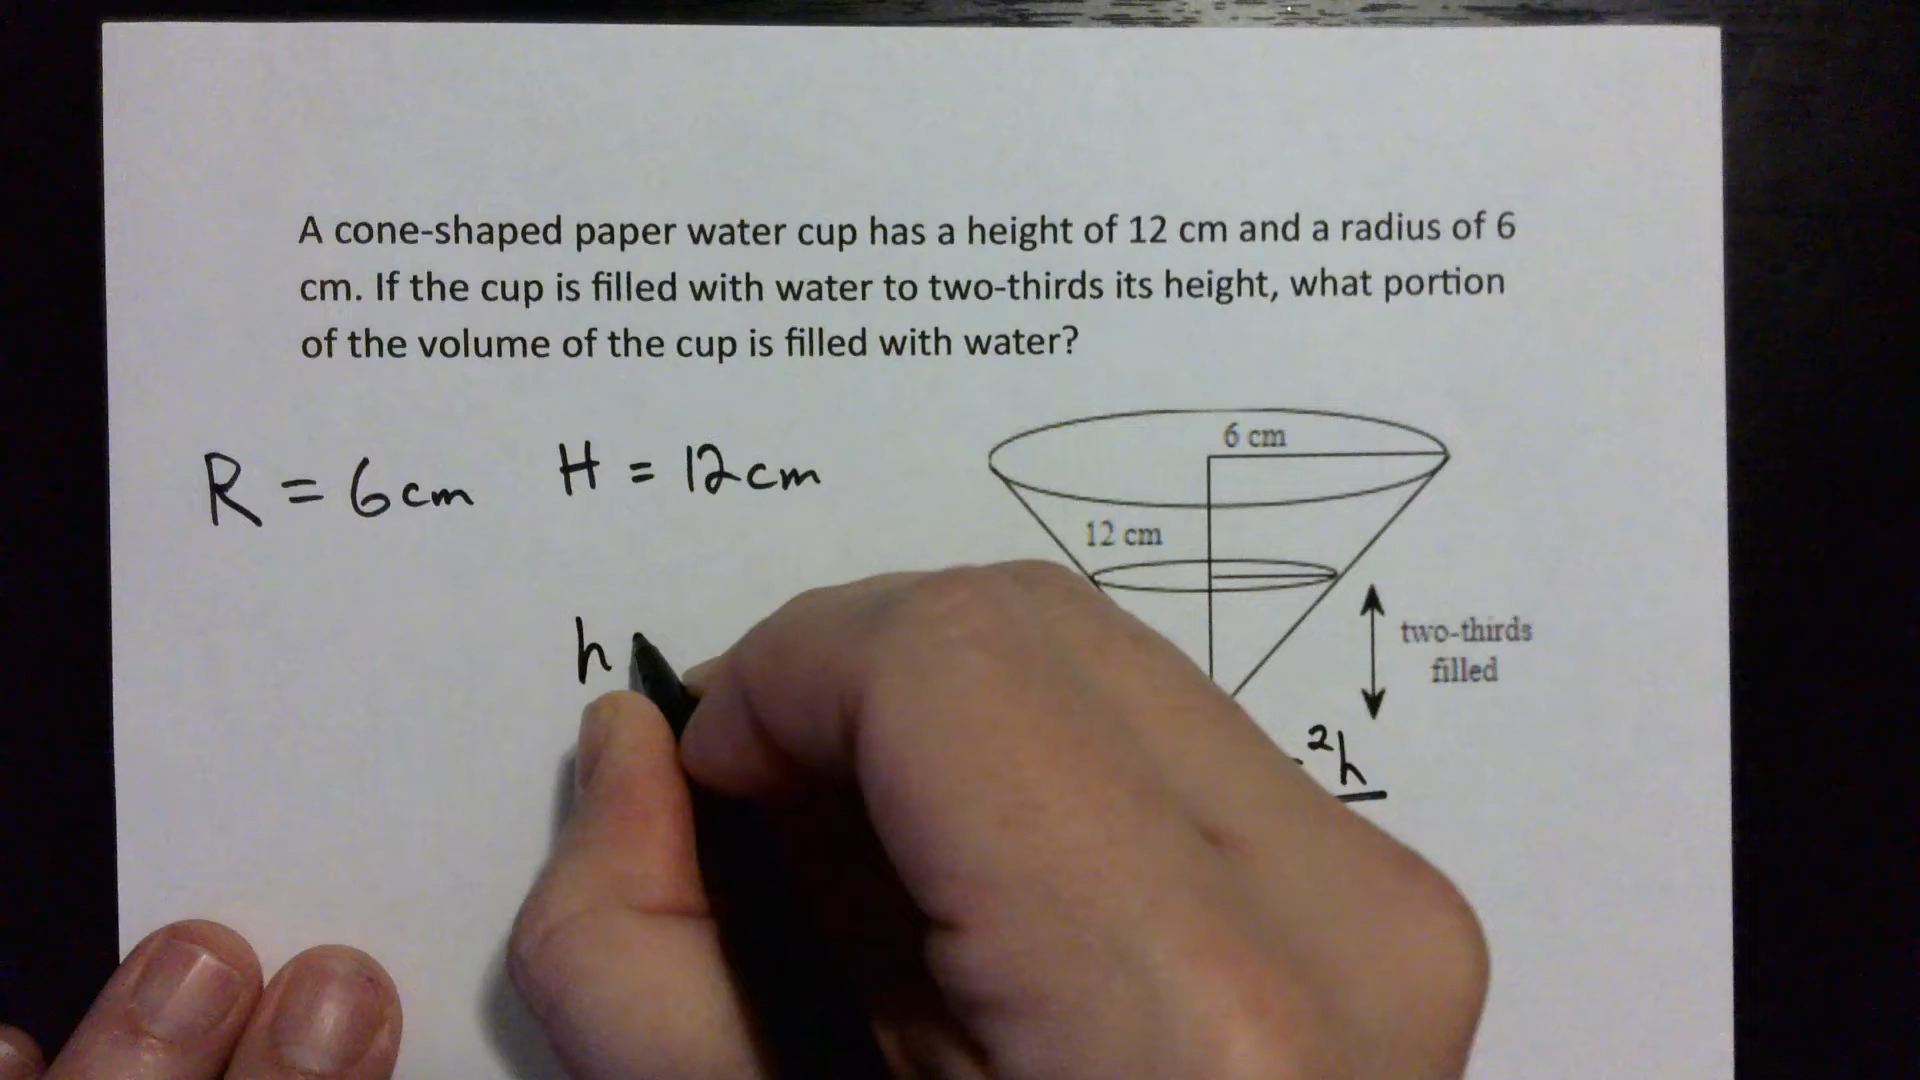 A cone-shaped paper water cup has a height of 12 cm and a radius of 6
cm. If the cup is filled with water to two-thirds its height, what portion
of the volume of the cup is filled with water?
R = 6cm H = 12cm
6 cm
12 cm
h
two-thirds
filled
²h